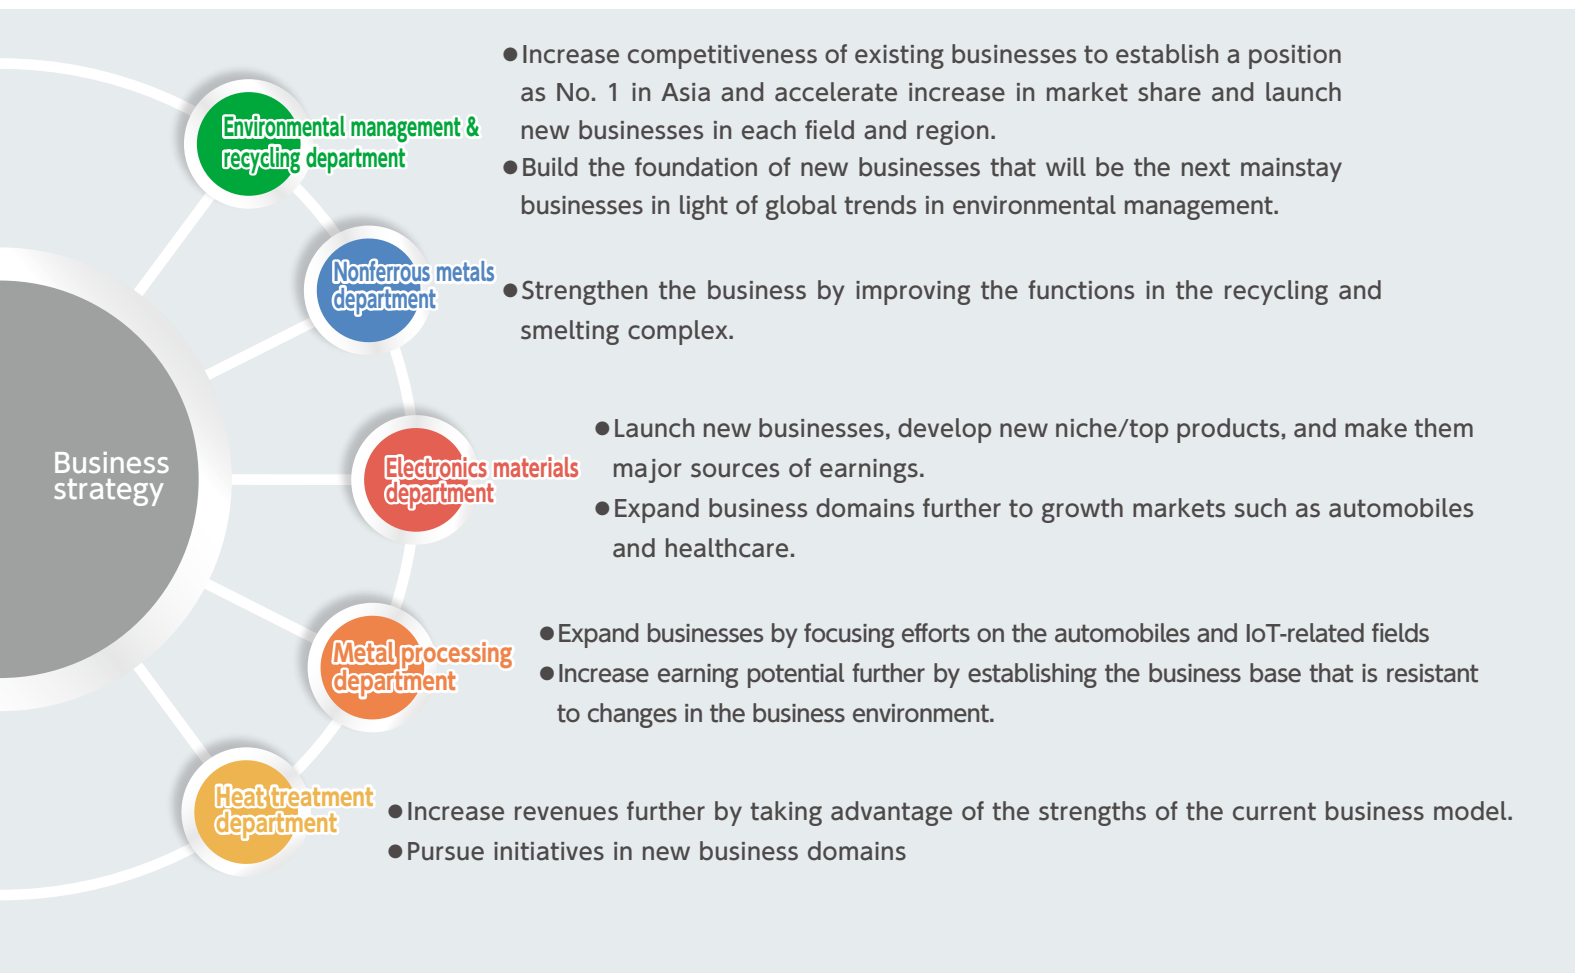 Business
strategy
Environmental management &
recycling department
●Increase competitiveness of existing businesses to establish a position
as No. 1 in Asia and accelerate increase in market share and launch
new businesses in each field and region.
●Build the foundation of new businesses that will be the next mainstay
businesses in light of global trends in environmental management.
Nonferrous metals
department
●Strengthen the business by improving the functions in the recycling and
smelting complex.
Electronics materials
department
●Launch new businesses, develop new niche/top products, and make them
major sources of earnings.
●Expand business domains further to growth markets such as automobiles
and healthcare.
Metal processing
department
●Expand businesses by focusing efforts on the automobiles and IoT-related fields
●Increase earning potential further by establishing the business base that is resistant
to changes in the business environment.
Heat treatment
department
●Increase revenues further by taking advantage of the strengths of the current business model.
●Pursue initiatives in new business domains